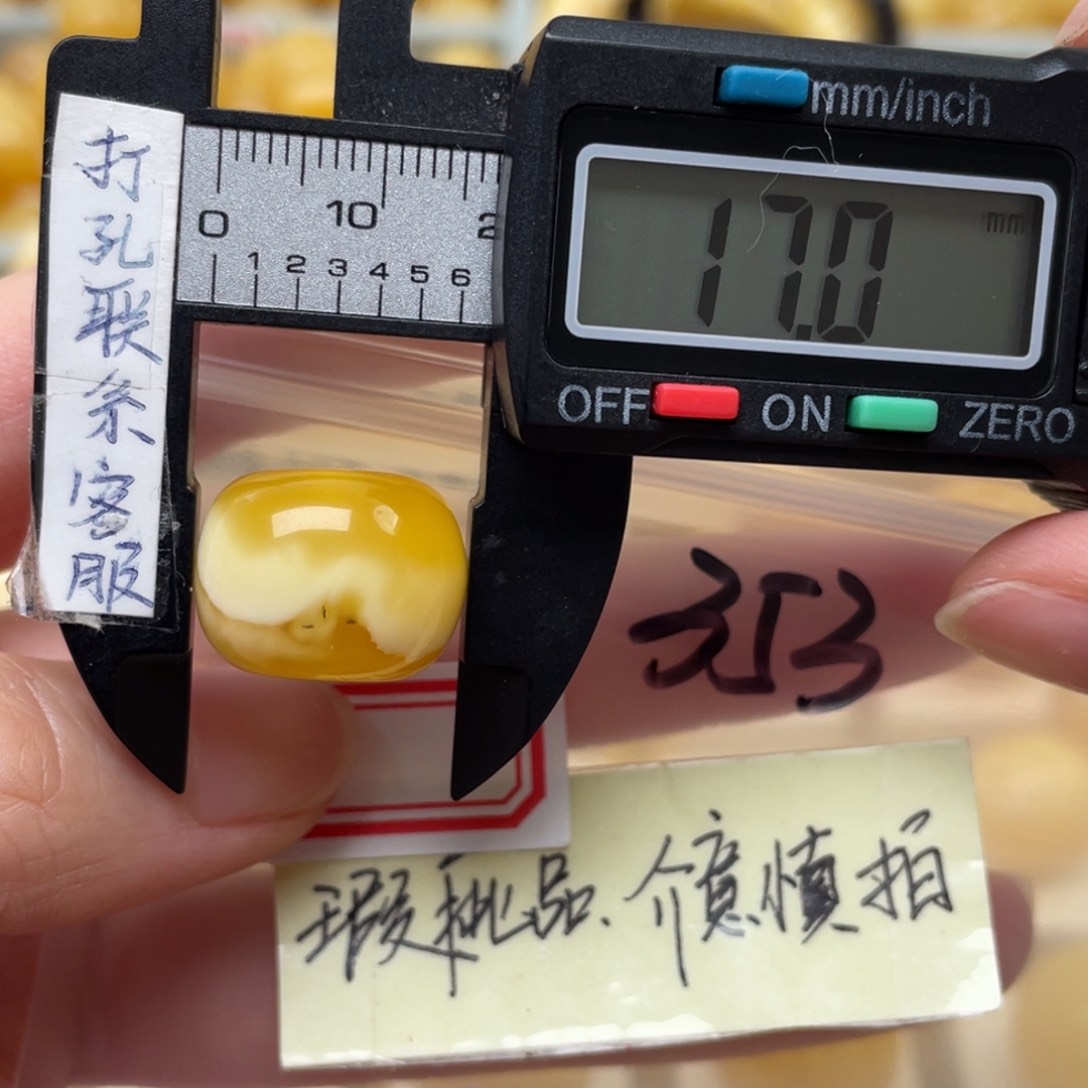 打孔联系客服
mm/inch
0 10 2
1 2 3 4 5 6
17.0 mm
OFF ON ZERO
353
瑕疵品.介意慎拍